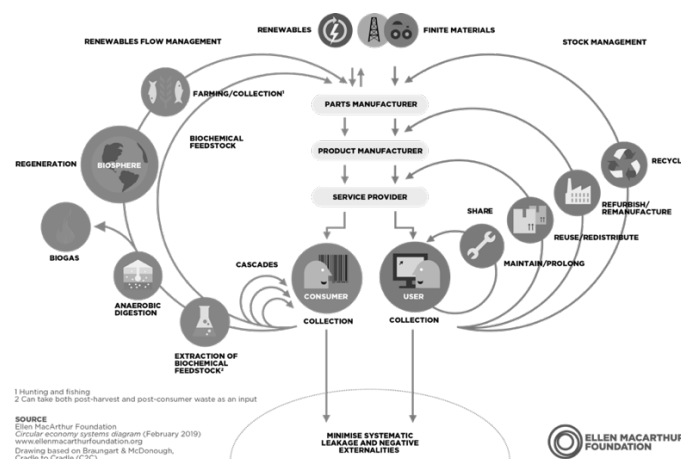 RENEWABLES
FINITE MATERIALS
RENEWABLES FLOW MANAGEMENT
STOCK MANAGEMENT
FARMING/COLLECTION¹
PARTS MANUFACTURER
BIOCHEMICAL
FEEDSTOCK
PRODUCT MANUFACTURER
REGENERATION
BIOSPHERE
RECYCL
SERVICE PROVIDER
REFURBISH/
REMANUFACTURE
SHARE
REUSE/REDISTRIBUTE
BIOGAS
CASCADES
MAINTAIN/PROLONG
CONSUMER
USER
ANAEROBIC
DIGESTION
COLLECTION
COLLECTION
EXTRACTION OF
BIOCHEMICAL
FEEDSTOCK²
1 Hunting and fishing
2 Can take both post-harvest and post-consumer waste as an input
SOURCE
Ellen MacArthur Foundation
Circular economy systems diagram (February 2019)
www.ellenmacarthurfoundation.org
Drawing based on Braungart & McDonough,
Cradle to Cradle (C2C)
MINIMISE SYSTEMATIC
LEAKAGE AND NEGATIVE
EXTERNALITIES
ELLEN MACARTHUR
FOUNDATION